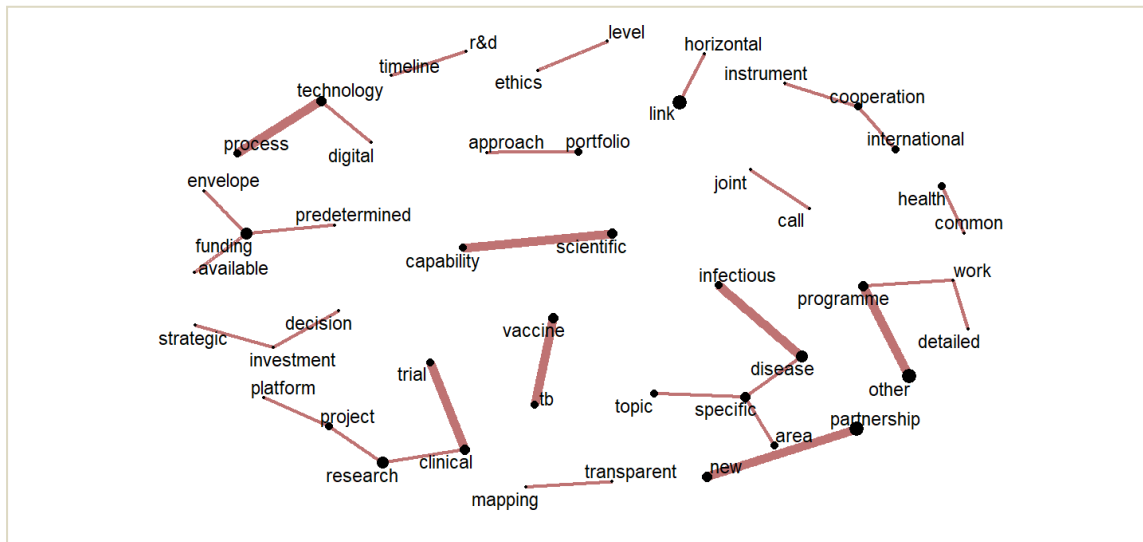 level
r&d
horizontal
timeline
instrument
ethics
technology
cooperation
link
process
digital
approach
portfolio
international
envelope
joint
health
predetermined
call
common
funding
available
capability
scientific
infectious
work
programme
decision
strategic
vaccine
detailed
investment
trial
disease
platform
tb
other
topic
specific
project
partnership
area
clinical
new
research
transparent
mapping